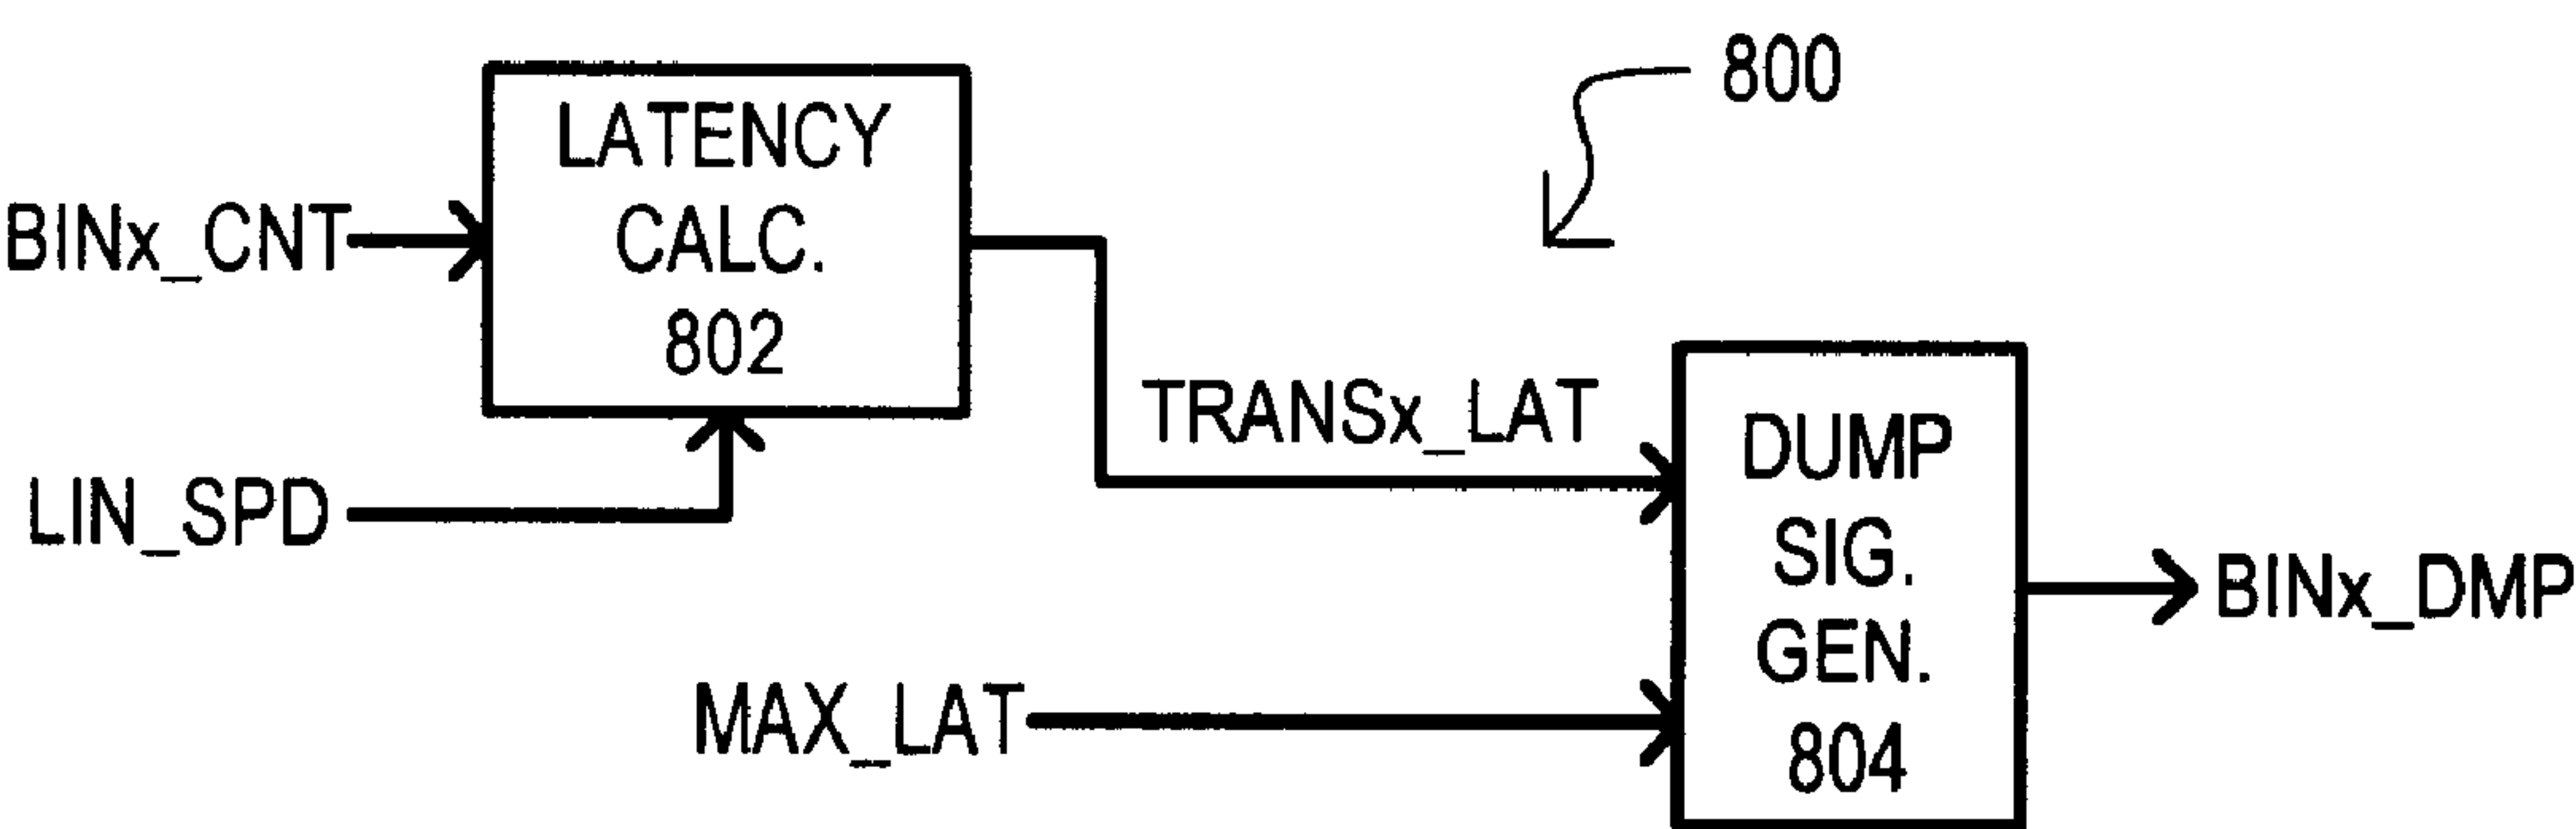 800
LATENCY
CALC.
802
BINx_CNT
LIN_SPD
TRANSx_LAT
MAX_LAT
DUMP
SIG.
GEN.
804
BINx_DMP